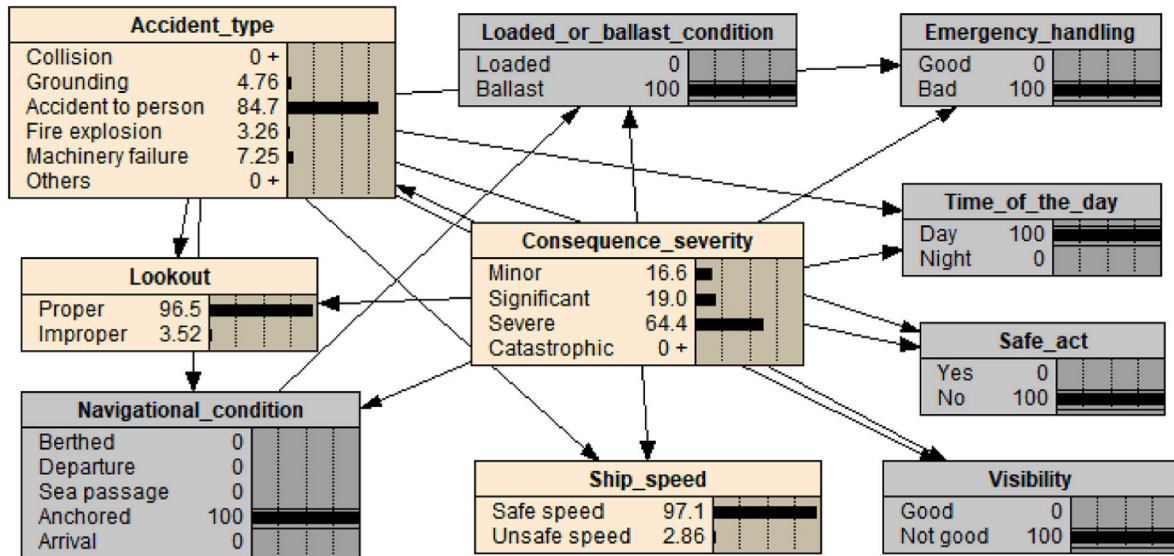 Accident_type
Collision 0 +
Grounding 4.76
Accident to person 84.7
Fire explosion 3.26
Machinery failure 7.25
Others 0 +
Loaded_or_ballast_condition
Loaded 0
Ballast 100
Emergency_handling
Good 0
Bad 100
Time_of_the_day
Day 100
Night 0
Consequence_severity
Minor 16.6
Significant 19.0
Severe 64.4
Catastrophic 0 +
Lookout
Proper 96.5
Improper 3.52
Safe_act
Yes 0
No 100
Navigational_condition
Berthed 0
Departure 0
Sea passage 0
Anchored 100
Arrival 0
Ship_speed
Safe speed 97.1
Unsafe speed 2.86
Visibility
Good 0
Not good 100